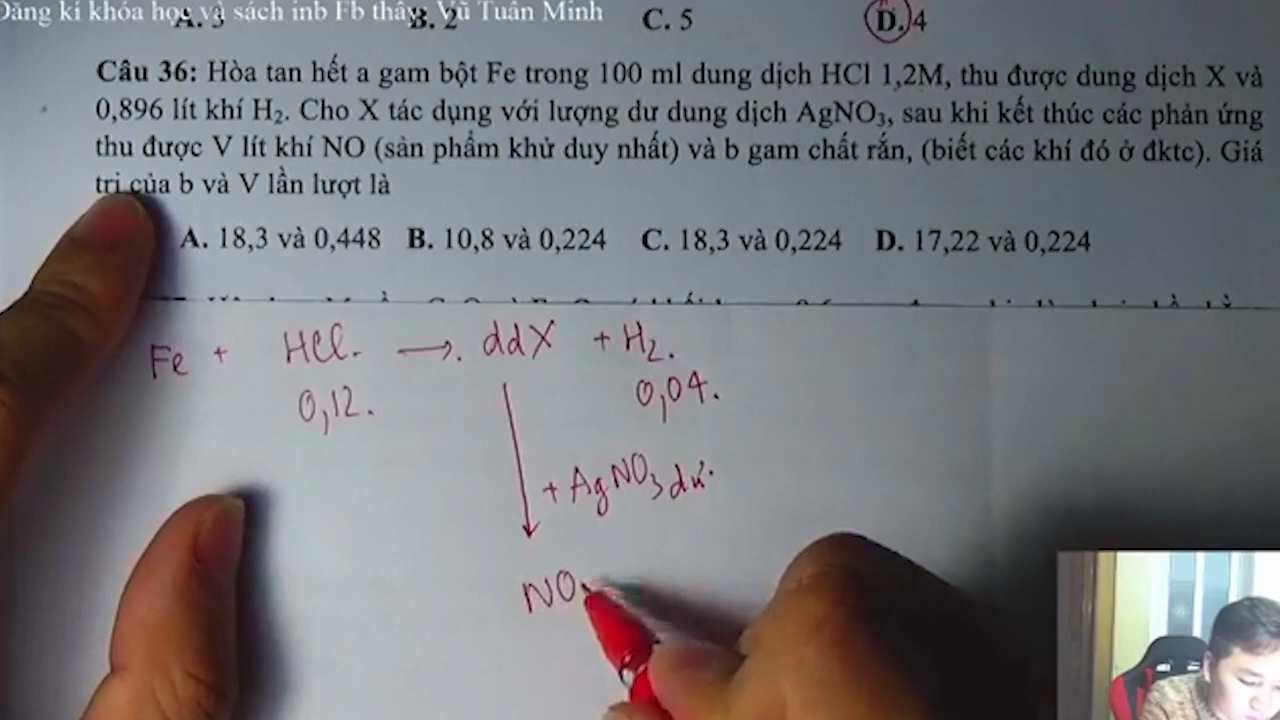 Đăng kí khóa học và sách inb Fb thầy: Vũ Tuấn Minh
A. 3 B. 2 C. 5 D. 4
Câu 36: Hòa tan hết a gam bột Fe trong 100 ml dung dịch HCl 1,2M, thu được dung dịch X và
0,896 lít khí H₂. Cho X tác dụng với lượng dư dung dịch AgNO₃, sau khi kết thúc các phản ứng
thu được V lít khí NO (sản phẩm khử duy nhất) và b gam chất rắn, (biết các khí đó ở đktc). Giá
trị của b và V lần lượt là
A. 18,3 và 0,448 B. 10,8 và 0,224 C. 18,3 và 0,224 D. 17,22 và 0,224
Fe + HCl. → ddX + H₂.
0,12. 0,04.
+ AgNO₃ dư.
NO